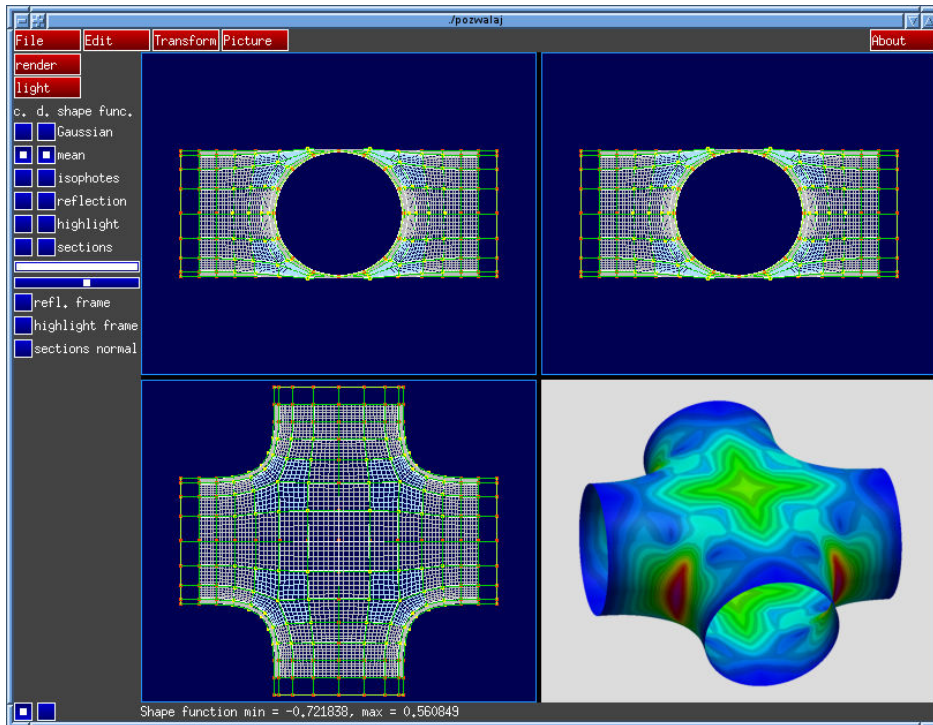 ./pozwalaj
File Edit Transform Picture About
render
light
c. d. shape func.
Gaussian
mean
isophotes
reflection
highlight
sections
refl. frame
highlight frame
sections normal
Shape function min = -0.721838, max = 0.560849